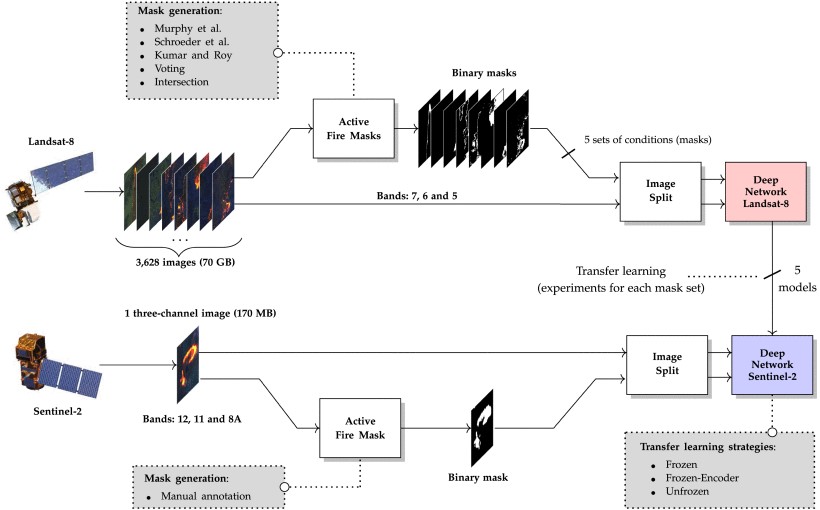 Mask generation:
• Murphy et al.
• Schroeder et al.
• Kumar and Roy
• Voting
• Intersection
Landsat-8
Active
Fire Masks
Binary masks
5 sets of conditions (masks)
Bands: 7, 6 and 5
Image
Split
Deep
Network
Landsat-8
...
3,628 images (70 GB)
Transfer learning
(experiments for each mask set)
5
models
1 three-channel image (170 MB)
Sentinel-2
Bands: 12, 11 and 8A
Active
Fire Mask
Binary mask
Image
Split
Deep
Network
Sentinel-2
Mask generation:
• Manual annotation
Transfer learning strategies:
• Frozen
• Frozen-Encoder
• Unfrozen